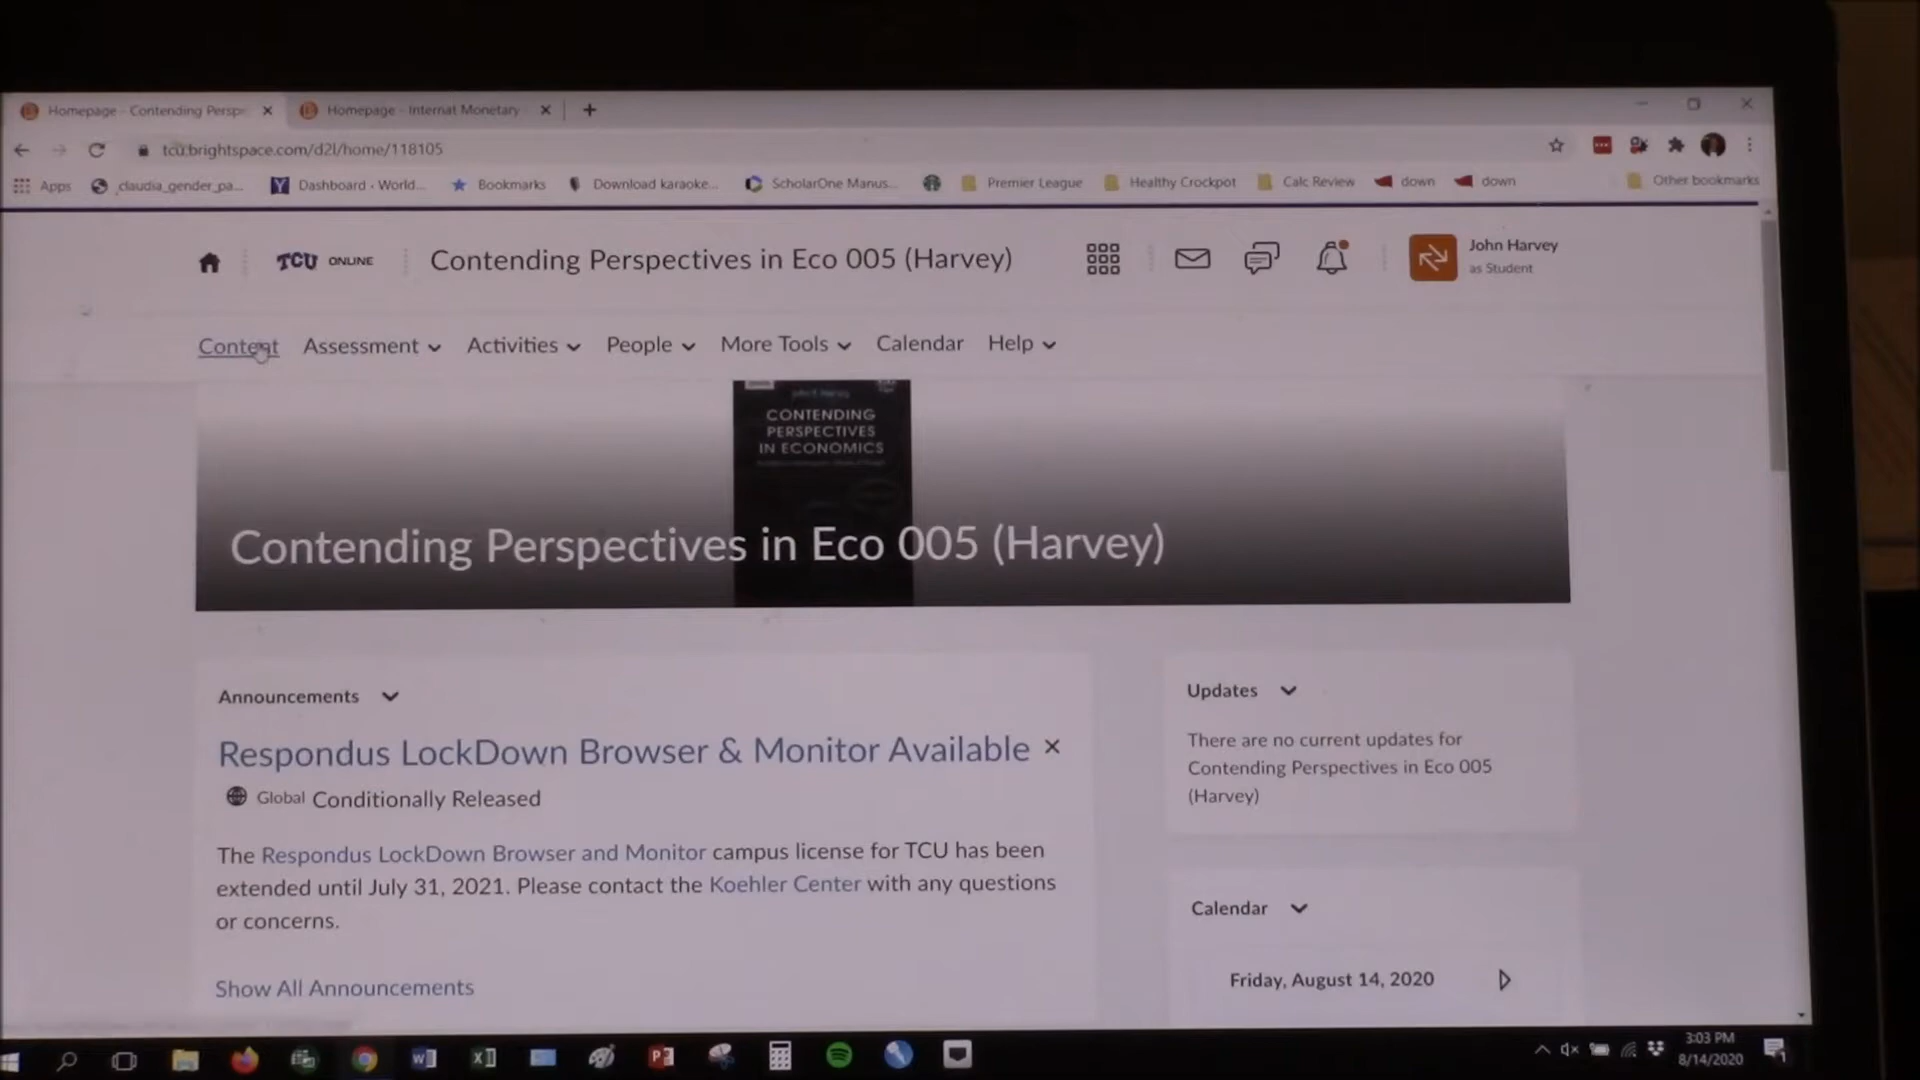 Homepage - Contending Persp
Homepage - Internat Monetary
tcu.brightspace.com/d2l/home/118105
Apps
claudia_gender_pa...
Dashboard - World...
Bookmarks
Download karaoke...
ScholarOne Manus...
Premier League
Healthy Crockpot
Calc Review
down
down
Other bookmarks
TCU ONLINE
Contending Perspectives in Eco 005 (Harvey)
John Harvey
as Student
Content
Assessment
Activities
People
More Tools
Calendar
Help
CONTENDING
PERSPECTIVES
IN ECONOMICS
Contending Perspectives in Eco 005 (Harvey)
Announcements
Respondus LockDown Browser & Monitor Available
Global Conditionally Released
The Respondus LockDown Browser and Monitor campus license for TCU has been
extended until July 31, 2021. Please contact the Koehler Center with any questions
or concerns.
Show All Announcements
Updates
There are no current updates for
Contending Perspectives in Eco 005
(Harvey)
Calendar
Friday, August 14, 2020
3:03 PM
8/14/2020